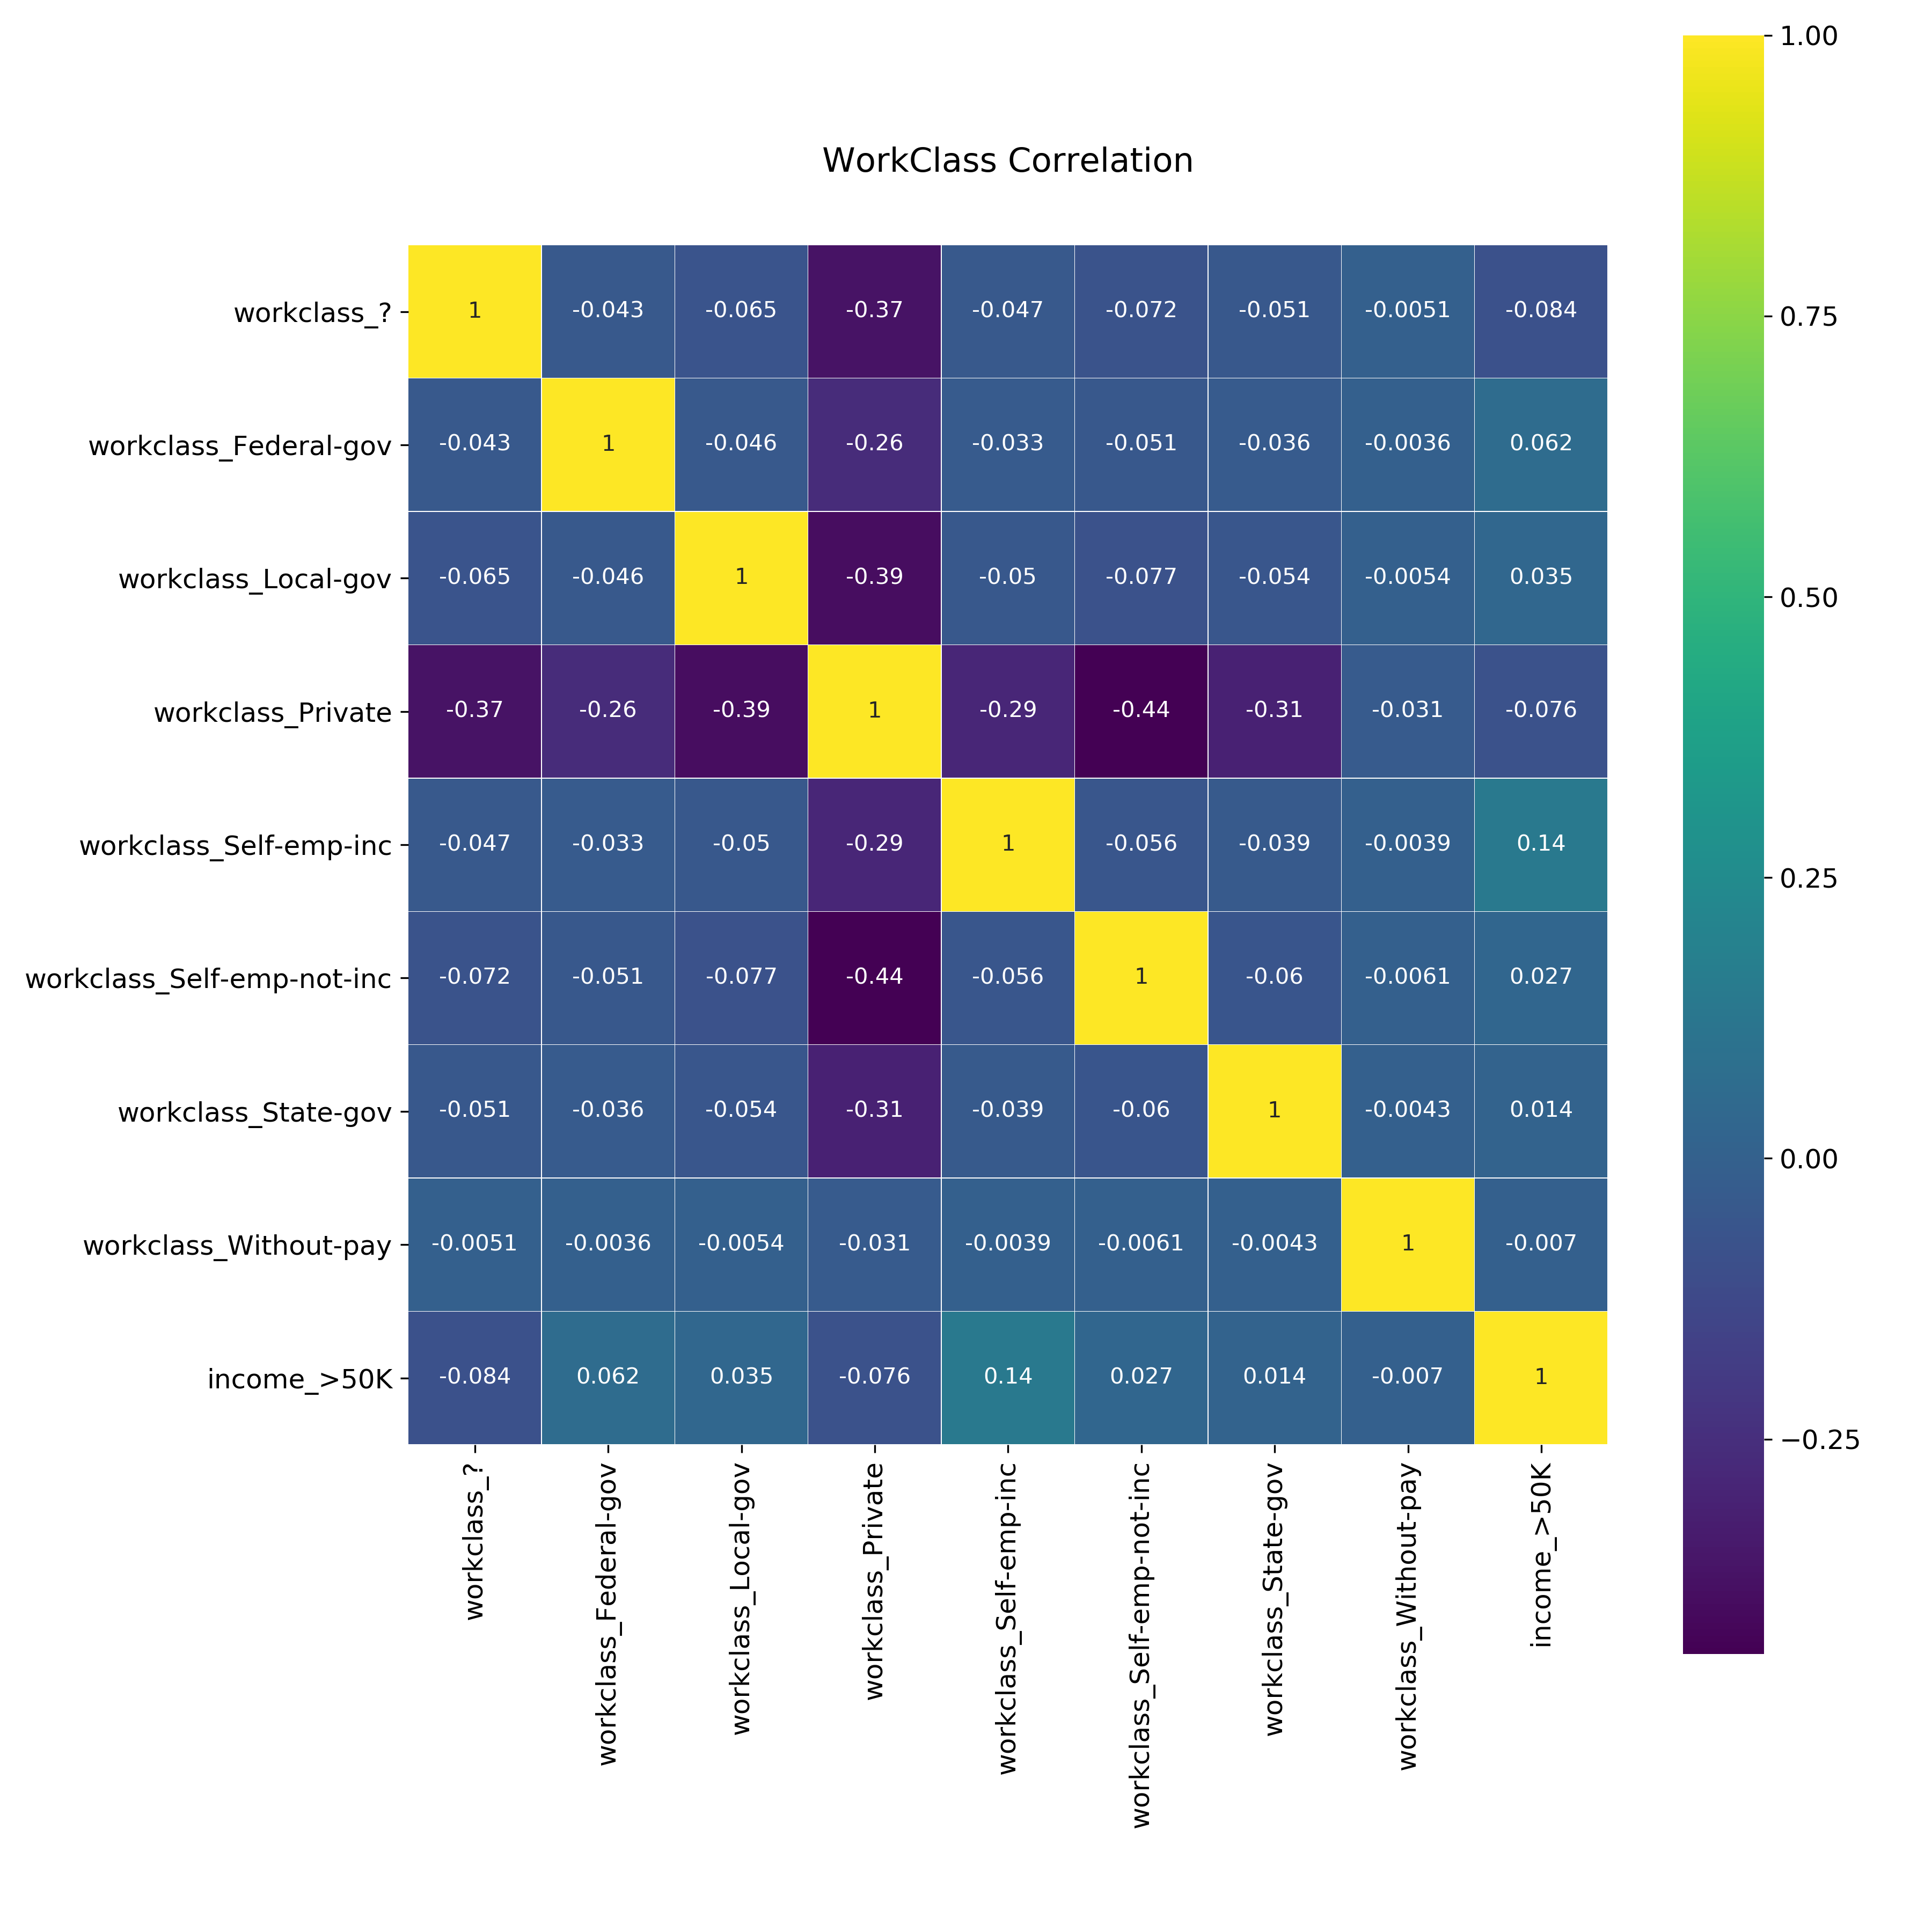 WorkClass Correlation
workclass_? 1 -0.043 -0.065 -0.37 -0.047 -0.072 -0.051 -0.0051 -0.084
workclass_Federal-gov -0.043 1 -0.046 -0.26 -0.033 -0.051 -0.036 -0.0036 0.062
workclass_Local-gov -0.065 -0.046 1 -0.39 -0.05 -0.077 -0.054 -0.0054 0.035
workclass_Private -0.37 -0.26 -0.39 1 -0.29 -0.44 -0.31 -0.031 -0.076
workclass_Self-emp-inc -0.047 -0.033 -0.05 -0.29 1 -0.056 -0.039 -0.0039 0.14
workclass_Self-emp-not-inc -0.072 -0.051 -0.077 -0.44 -0.056 1 -0.06 -0.0061 0.027
workclass_State-gov -0.051 -0.036 -0.054 -0.31 -0.039 -0.06 1 -0.0043 0.014
workclass_Without-pay -0.0051 -0.0036 -0.0054 -0.031 -0.0039 -0.0061 -0.0043 1 -0.007
income_>50K -0.084 0.062 0.035 -0.076 0.14 0.027 0.014 -0.007 1
workclass_?
workclass_Federal-gov
workclass_Local-gov
workclass_Private
workclass_Self-emp-inc
workclass_Self-emp-not-inc
workclass_State-gov
workclass_Without-pay
income_>50K
1.00
0.75
0.50
0.25
0.00
−0.25